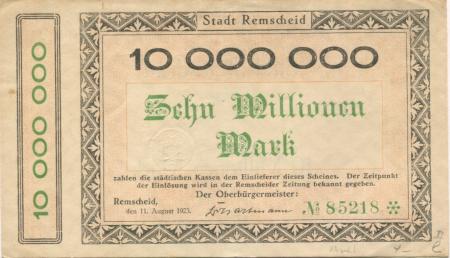 Stadt Remscheid
10 000 000
10 000 000
Zehn Millionen
Mark
zahlen die städtischen Kassen dem Einlieferer dieses Scheines. Der Zeitpunkt
der Einlösung wird in der Remscheider Zeitung bekannt gegeben.
Der Oberbürgermeister:
Remscheid,
den 11. August 1923.
№ 85218 *